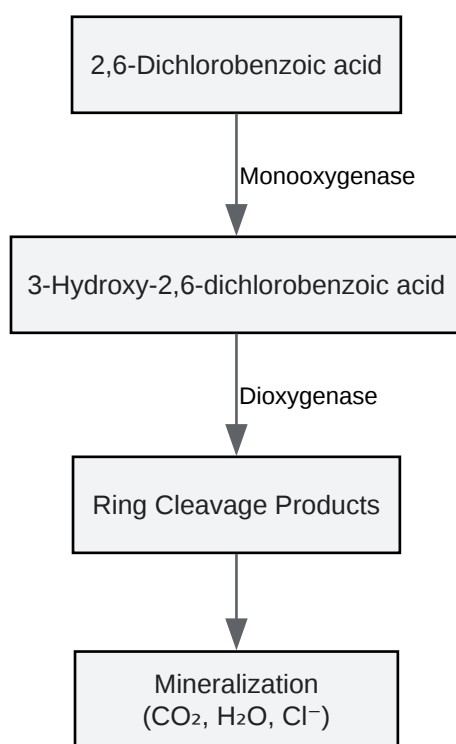 2,6-Dichlorobenzoic acid
Monooxygenase
3-Hydroxy-2,6-dichlorobenzoic acid
Dioxygenase
Ring Cleavage Products
Mineralization
(CO₂, H₂O, Cl⁻)